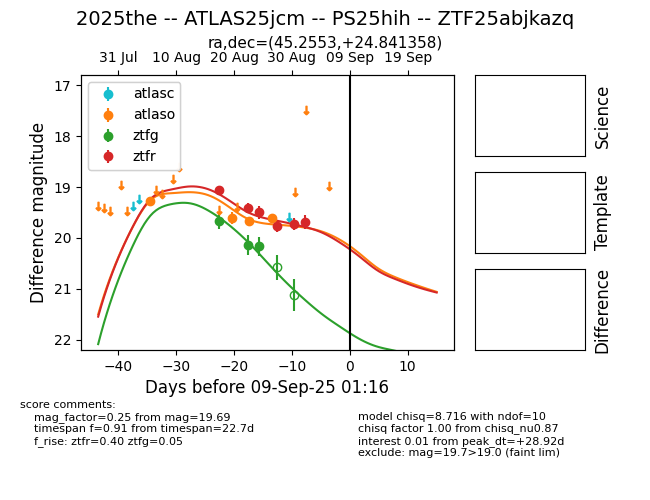 2025the -- ATLAS25jcm -- PS25hih -- ZTF25abjkazq
ra,dec=(45.2553,+24.841358)
31 Jul 10 Aug 20 Aug 30 Aug 09 Sep 19 Sep
atlasc
atlaso
ztfg
ztfr
17
18
19
20
21
22
Difference magnitude
−40 −30 −20 −10 0 10
Days before 09-Sep-25 01:16
Science
Template
Difference
score comments:
mag_factor=0.25 from mag=19.69
timespan f=0.91 from timespan=22.7d
f_rise: ztfr=0.40 ztfg=0.05
model chisq=8.716 with ndof=10
chisq factor 1.00 from chisq_nu0.87
interest 0.01 from peak_dt=+28.92d
exclude: mag=19.7>19.0 (faint lim)